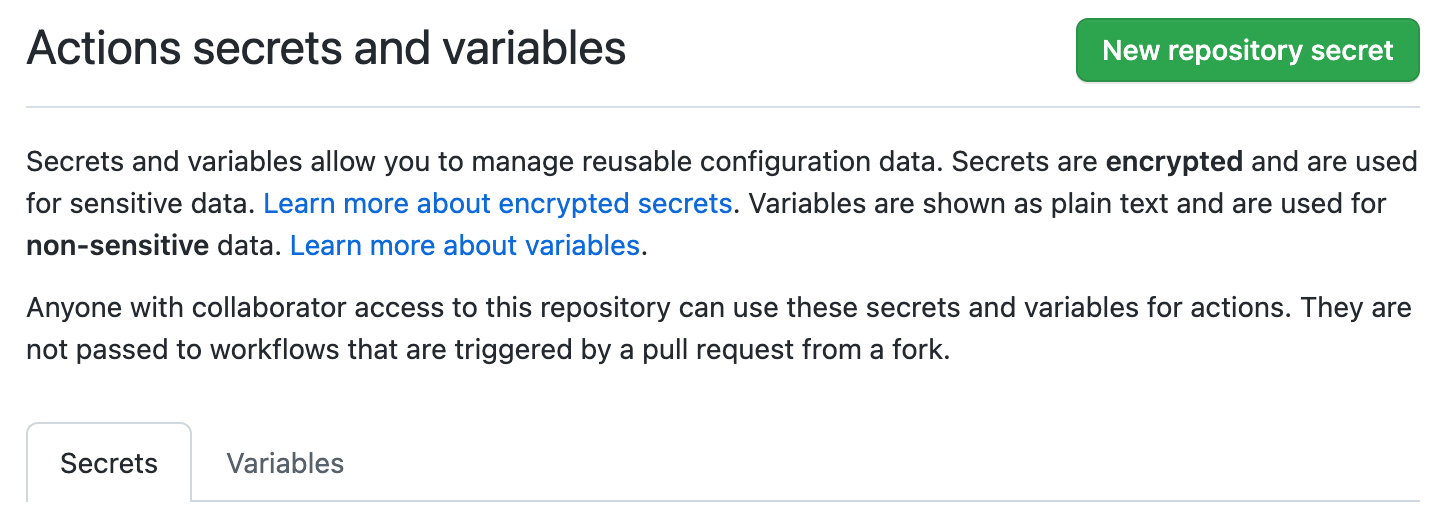 Actions secrets and variables
New repository secret
Secrets and variables allow you to manage reusable configuration data. Secrets are encrypted and are used
for sensitive data. Learn more about encrypted secrets. Variables are shown as plain text and are used for
non-sensitive data. Learn more about variables.
Anyone with collaborator access to this repository can use these secrets and variables for actions. They are
not passed to workflows that are triggered by a pull request from a fork.
Secrets
Variables